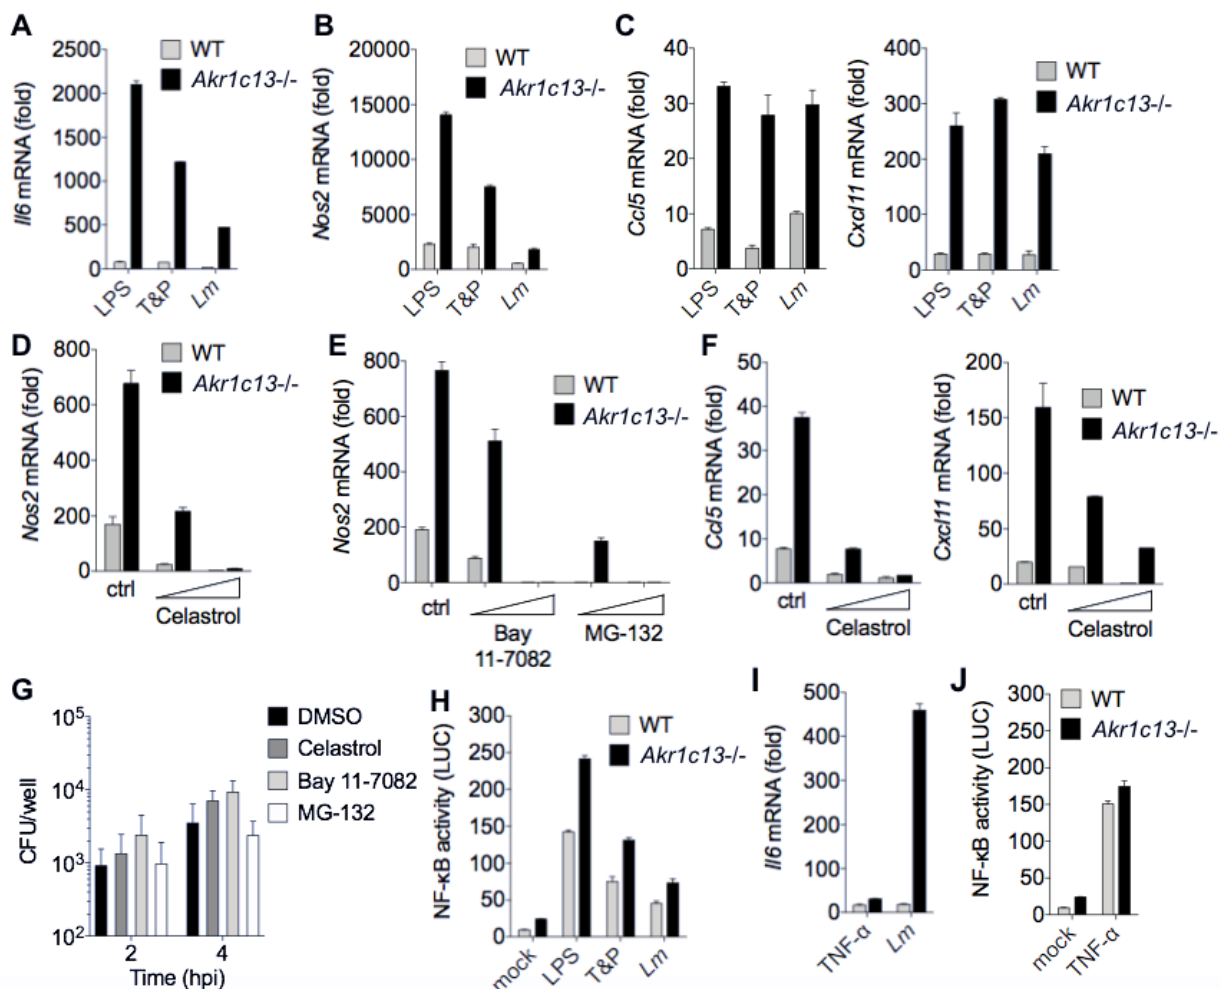 A
Il6 mRNA (fold)
2500
2000
1500
1000
500
0
WT
Akr1c13-/-
LPS
T&P
Lm
B
Nos2 mRNA (fold)
20000
15000
10000
5000
0
WT
Akr1c13-/-
LPS
T&P
Lm
C
Ccl5 mRNA (fold)
40
30
20
10
0
LPS
T&P
Lm
Cxcl11 mRNA (fold)
400
300
200
100
0
WT
Akr1c13-/-
LPS
T&P
Lm
WT
Akr1c13-/-
D
Nos2 mRNA (fold)
800
600
400
200
0
WT
Akr1c13-/-
ctrl
Celastrol
E
Nos2 mRNA (fold)
800
600
400
200
0
WT
Akr1c13-/-
ctrl
Bay
11-7082
MG-132
F
Ccl5 mRNA (fold)
50
40
30
20
10
0
WT
Akr1c13-/-
ctrl
Celastrol
Cxcl11 mRNA (fold)
200
150
100
50
0
WT
Akr1c13-/-
ctrl
Celastrol
G
CFU/well
10⁵
10⁴
10³
10²
DMSO
Celastrol
Bay 11-7082
MG-132
2
4
Time (hpi)
H
NF-κB activity (LUC)
300
250
200
150
100
50
0
WT
Akr1c13-/-
mock
LPS
T&P
Lm
I
Il6 mRNA (fold)
500
400
300
200
100
0
TNF-α
Lm
J
NF-κB activity (LUC)
300
250
200
150
100
50
0
WT
Akr1c13-/-
mock
TNF-α